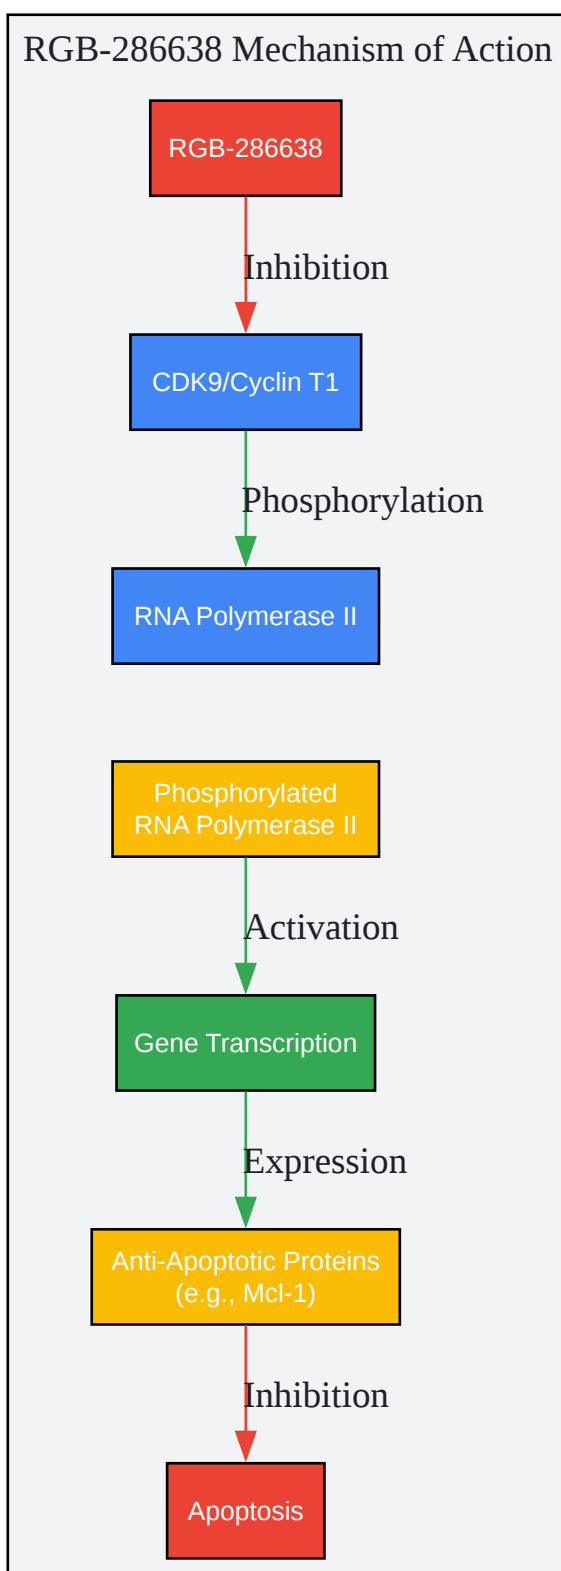 RGB-286638 Mechanism of Action
RGB-286638
Inhibition
CDK9/Cyclin T1
Phosphorylation
RNA Polymerase II
Phosphorylated
RNA Polymerase II
Activation
Gene Transcription
Expression
Anti-Apoptotic Proteins
(e.g., Mcl-1)
Inhibition
Apoptosis